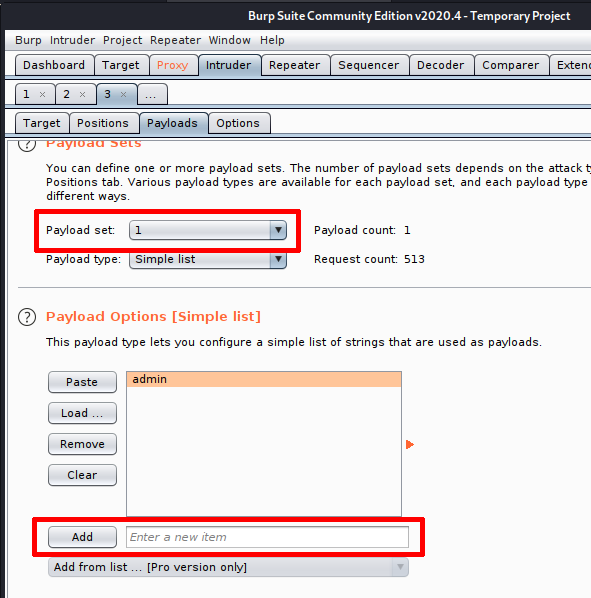 Burp Suite Community Edition v2020.4 - Temporary Project
Burp Intruder Project Repeater Window Help
Dashboard Target Proxy Intruder Repeater Sequencer Decoder Comparer Exten
1 × 2 × 3 × ...
Target Positions Payloads Options
? Payload Sets
You can define one or more payload sets. The number of payload sets depends on the attack ty
Positions tab. Various payload types are available for each payload set, and each payload type
different ways.
Payload set: 1 Payload count: 1
Payload type: Simple list Request count: 513
? Payload Options [Simple list]
This payload type lets you configure a simple list of strings that are used as payloads.
Paste admin
Load ...
Remove
Clear
Add Enter a new item
Add from list ... [Pro version only]